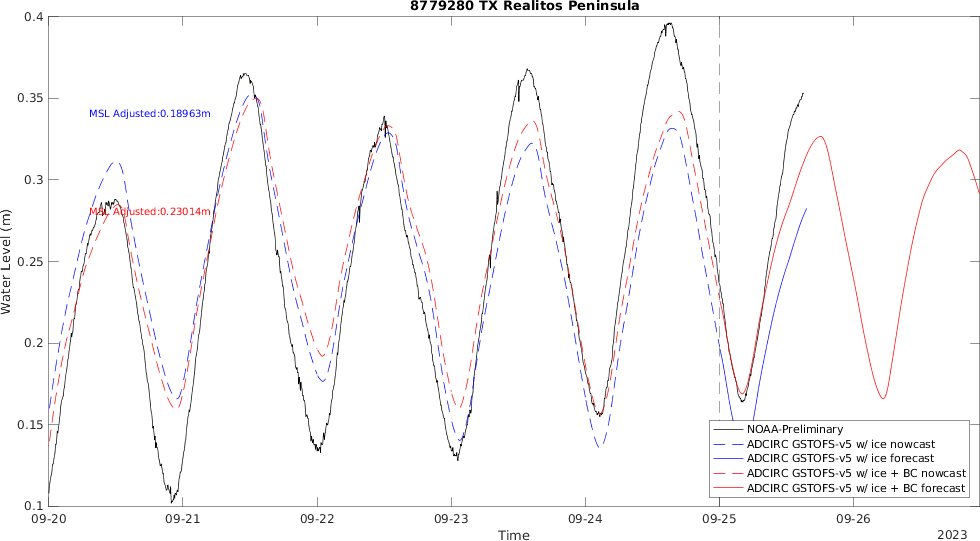 8779280 TX Realitos Peninsula
0.4
0.35
0.3
0.25
0.2
0.15
0.1
Water Level (m)
MSL Adjusted:0.18963m
MSL Adjusted:0.23014m
NOAA-Preliminary
ADCIRC GSTOFS-v5 w/ ice nowcast
ADCIRC GSTOFS-v5 w/ ice forecast
ADCIRC GSTOFS-v5 w/ ice + BC nowcast
ADCIRC GSTOFS-v5 w/ ice + BC forecast
09-20 09-21 09-22 09-23 09-24 09-25 09-26
Time
2023